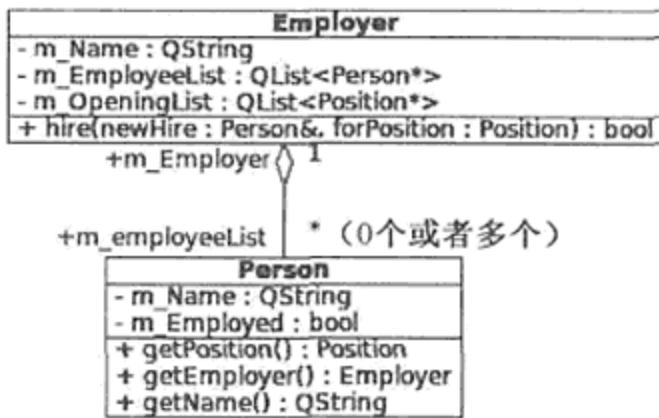 Employer
- m_Name : QString
- m_EmployeeList : QList<Person*>
- m_OpeningList : QList<Position*>
+ hire(newHire : Person&, forPosition : Position) : bool
+m_Employer 1
+m_employeeList * （0个或者多个）
Person
- m_Name : QString
- m_Employed : bool
+ getPosition() : Position
+ getEmployer() : Employer
+ getName() : QString